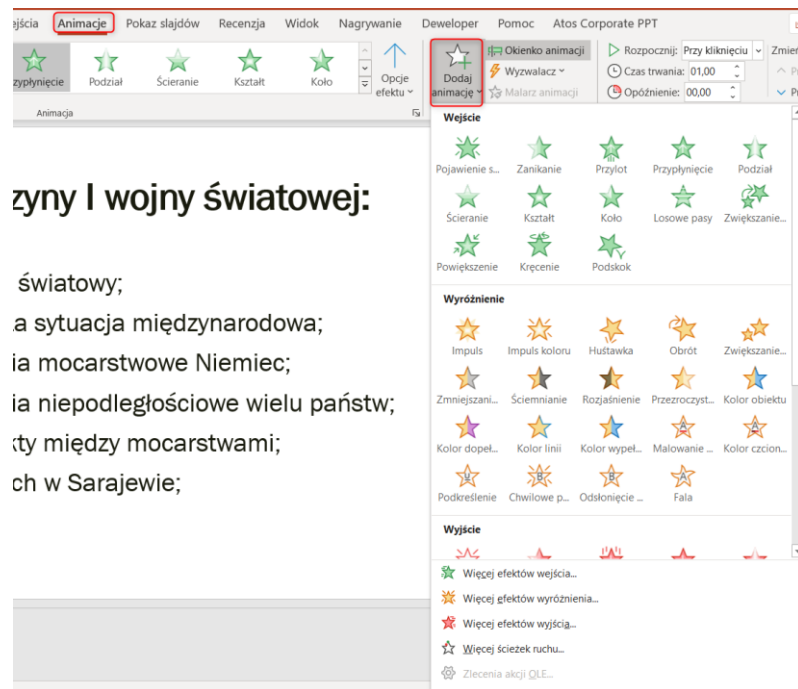 ejścia Animacje Pokaz slajdów Recenzja Widok Nagrywanie Deweloper Pomoc Atos Corporate PPT
zypłynięcie Podział Ścieranie Kształt Koło
Opcje efektu
Animacja
Dodaj animację
Okienko animacji
Wyzwalacz
Malarz animacji
Rozpocznij: Przy kliknięciu
Czas trwania: 01,00
Opóźnienie: 00,00
Wejście
Pojawienie s... Zanikanie Przylot Przypłynięcie Podział
Ścieranie Kształt Koło Losowe pasy Zwiększanie...
Powiększenie Kręcenie Podskok
Wyróżnienie
Impuls Impuls koloru Huśtawka Obrót Zwiększanie...
Zmniejszani... Ściemnianie Rozjaśnienie Przezroczyst... Kolor obiektu
Kolor dopeł... Kolor linii Kolor wypeł... Malowanie ... Kolor czcion...
Podkreślenie Chwilowe p... Odsłonięcie ... Fala
Wyjście
Więcej efektów wejścia...
Więcej efektów wyróżnienia...
Więcej efektów wyjścia...
Więcej ścieżek ruchu...
Zlecenia akcji OLE...
zyny I wojny światowej:
światowy;
a sytuacja międzynarodowa;
ia mocarstwowe Niemiec;
ia niepodległościowe wielu państw;
kty między mocarstwami;
ch w Sarajewie;